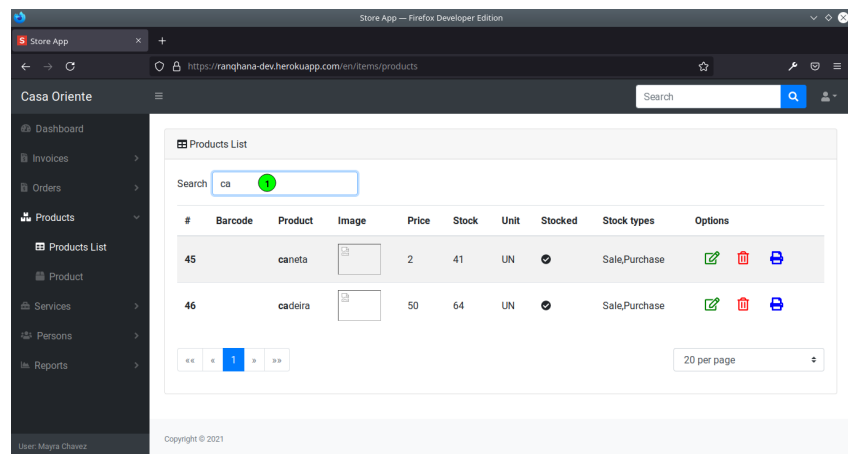 Store App — Firefox Developer Edition
S Store App
https://ranqhana-dev.herokuapp.com/en/items/products
Casa Oriente
Search
Dashboard
Invoices
Orders
Products
Products List
Product
Services
Persons
Reports
User: Mayra Chavez
Products List
Search ca 1
# Barcode Product Image Price Stock Unit Stocked Stock types Options
45 caneta 2 41 UN Sale,Purchase
46 cadeira 50 64 UN Sale,Purchase
«« « 1 » »»
20 per page
Copyright © 2021